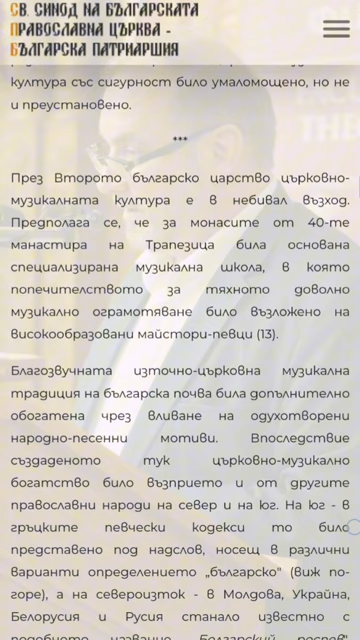 СВ. СИНОД НА БЪЛГАРСКАТА
ПРАВОСЛАВНА ЦЪРКВА -
БЪЛГАРСКА ПАТРИАРШИЯ
култура със сигурност било умаломощено, но не
и преустановено.
***
През Второто българско царство църковно-
музикалната култура е в небивал възход.
Предполага се, че за монасите от 40-те
манастира на Трапезица била основана
специализирана музикална школа, в която
попечителството за тяхното доволно
музикално ограмотяване било възложено на
високообразовани майстори-певци (13).
Благозвучната източно-църковна музикална
традиция на българска почва била допълнително
обогатена чрез вливане на одухотворени
народно-песенни мотиви. Впоследствие
създаденото тук църковно-музикално
богатство било възприето и от другите
православни народи на север и на юг. На юг - в
гръцките певчески кодекси то било
представено под надслов, носещ в различни
варианти определението „българско" (виж по-
горе), а на североизток - в Молдова, Украйна,
Белорусия и Русия станало известно с
подобното название „Болгарский роспев"